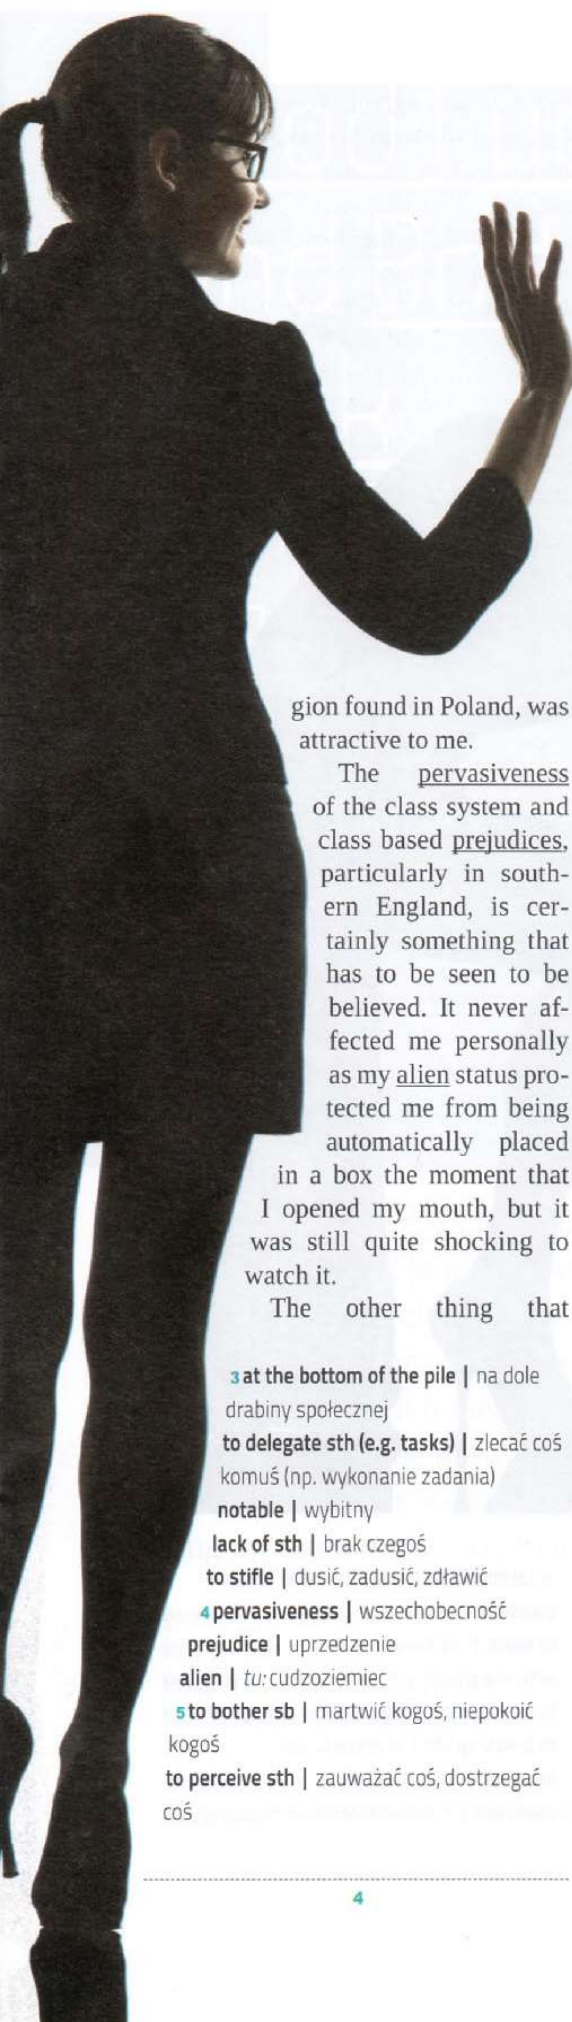 gion found in Poland, was
attractive to me.
The pervasiveness
of the class system and
class based prejudices,
particularly in south-
ern England, is cer-
tainly something that
has to be seen to be
believed. It never af-
fected me personally
as my alien status pro-
tected me from being
automatically placed
in a box the moment that
I opened my mouth, but it
was still quite shocking to
watch it.
The other thing that
3 at the bottom of the pile | na dole
drabiny społecznej
to delegate sth (e.g. tasks) | zlecać coś
komuś (np. wykonanie zadania)
notable | wybitny
lack of sth | brak czegoś
to stifle | dusić, zadusić, zdławić
4 pervasiveness | wszechobecność
prejudice | uprzedzenie
alien | tu: cudzoziemiec
5 to bother sb | martwić kogoś, niepokoić
kogoś
to perceive sth | zauważać coś, dostrzegać
coś
4